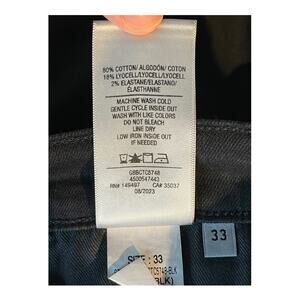 80% COTTON/ ALGODÓN/ COTON
18% LYOCELL/LYOCELL/LYOCELL
2% ELASTANE/ELASTANO/
ÉLASTHANNE
MACHINE WASH COLD
GENTLE CYCLE INSIDE OUT
WASH WITH LIKE COLORS
DO NOT BLEACH
LINE DRY
LOW IRON INSIDE OUT
IF NEEDED
GBBCTC8748
4500547443
RN# 149497 CA# 35037
08/2023
SIZE: 33
33